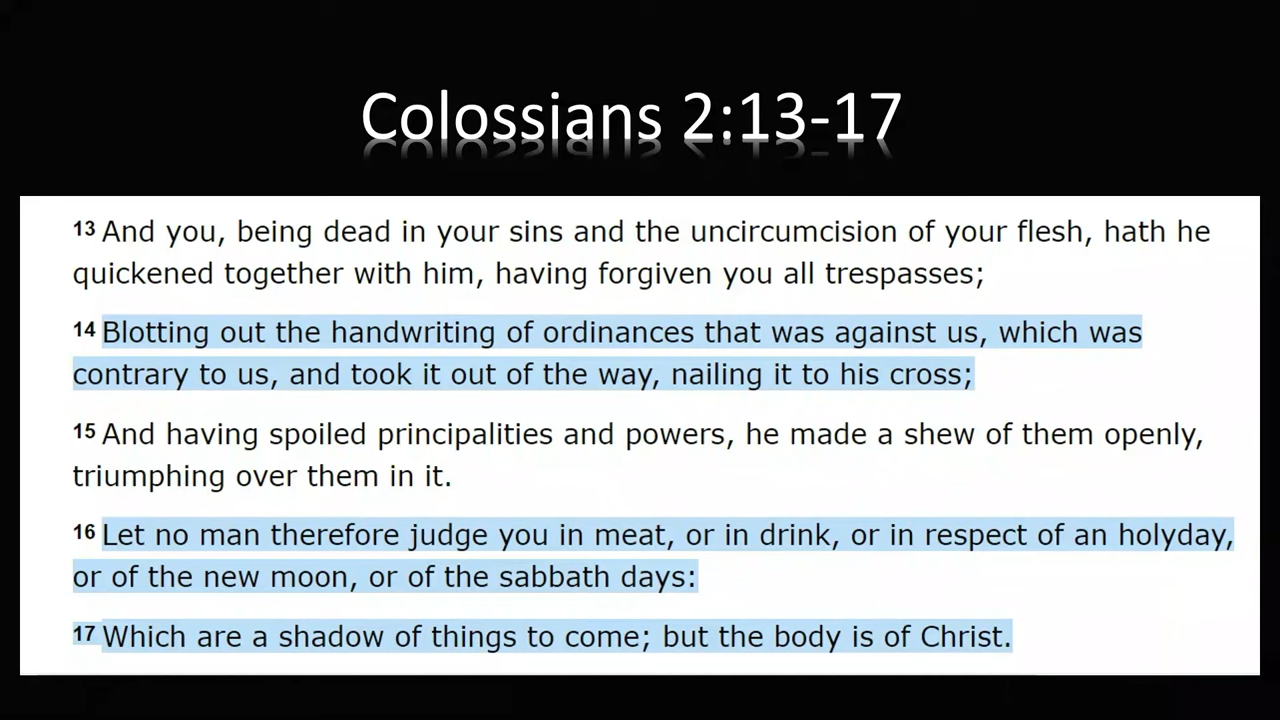 Colossians 2:13-17
13 And you, being dead in your sins and the uncircumcision of your flesh, hath he
quickened together with him, having forgiven you all trespasses;
14 Blotting out the handwriting of ordinances that was against us, which was
contrary to us, and took it out of the way, nailing it to his cross;
15 And having spoiled principalities and powers, he made a shew of them openly,
triumphing over them in it.
16 Let no man therefore judge you in meat, or in drink, or in respect of an holyday,
or of the new moon, or of the sabbath days:
17 Which are a shadow of things to come; but the body is of Christ.